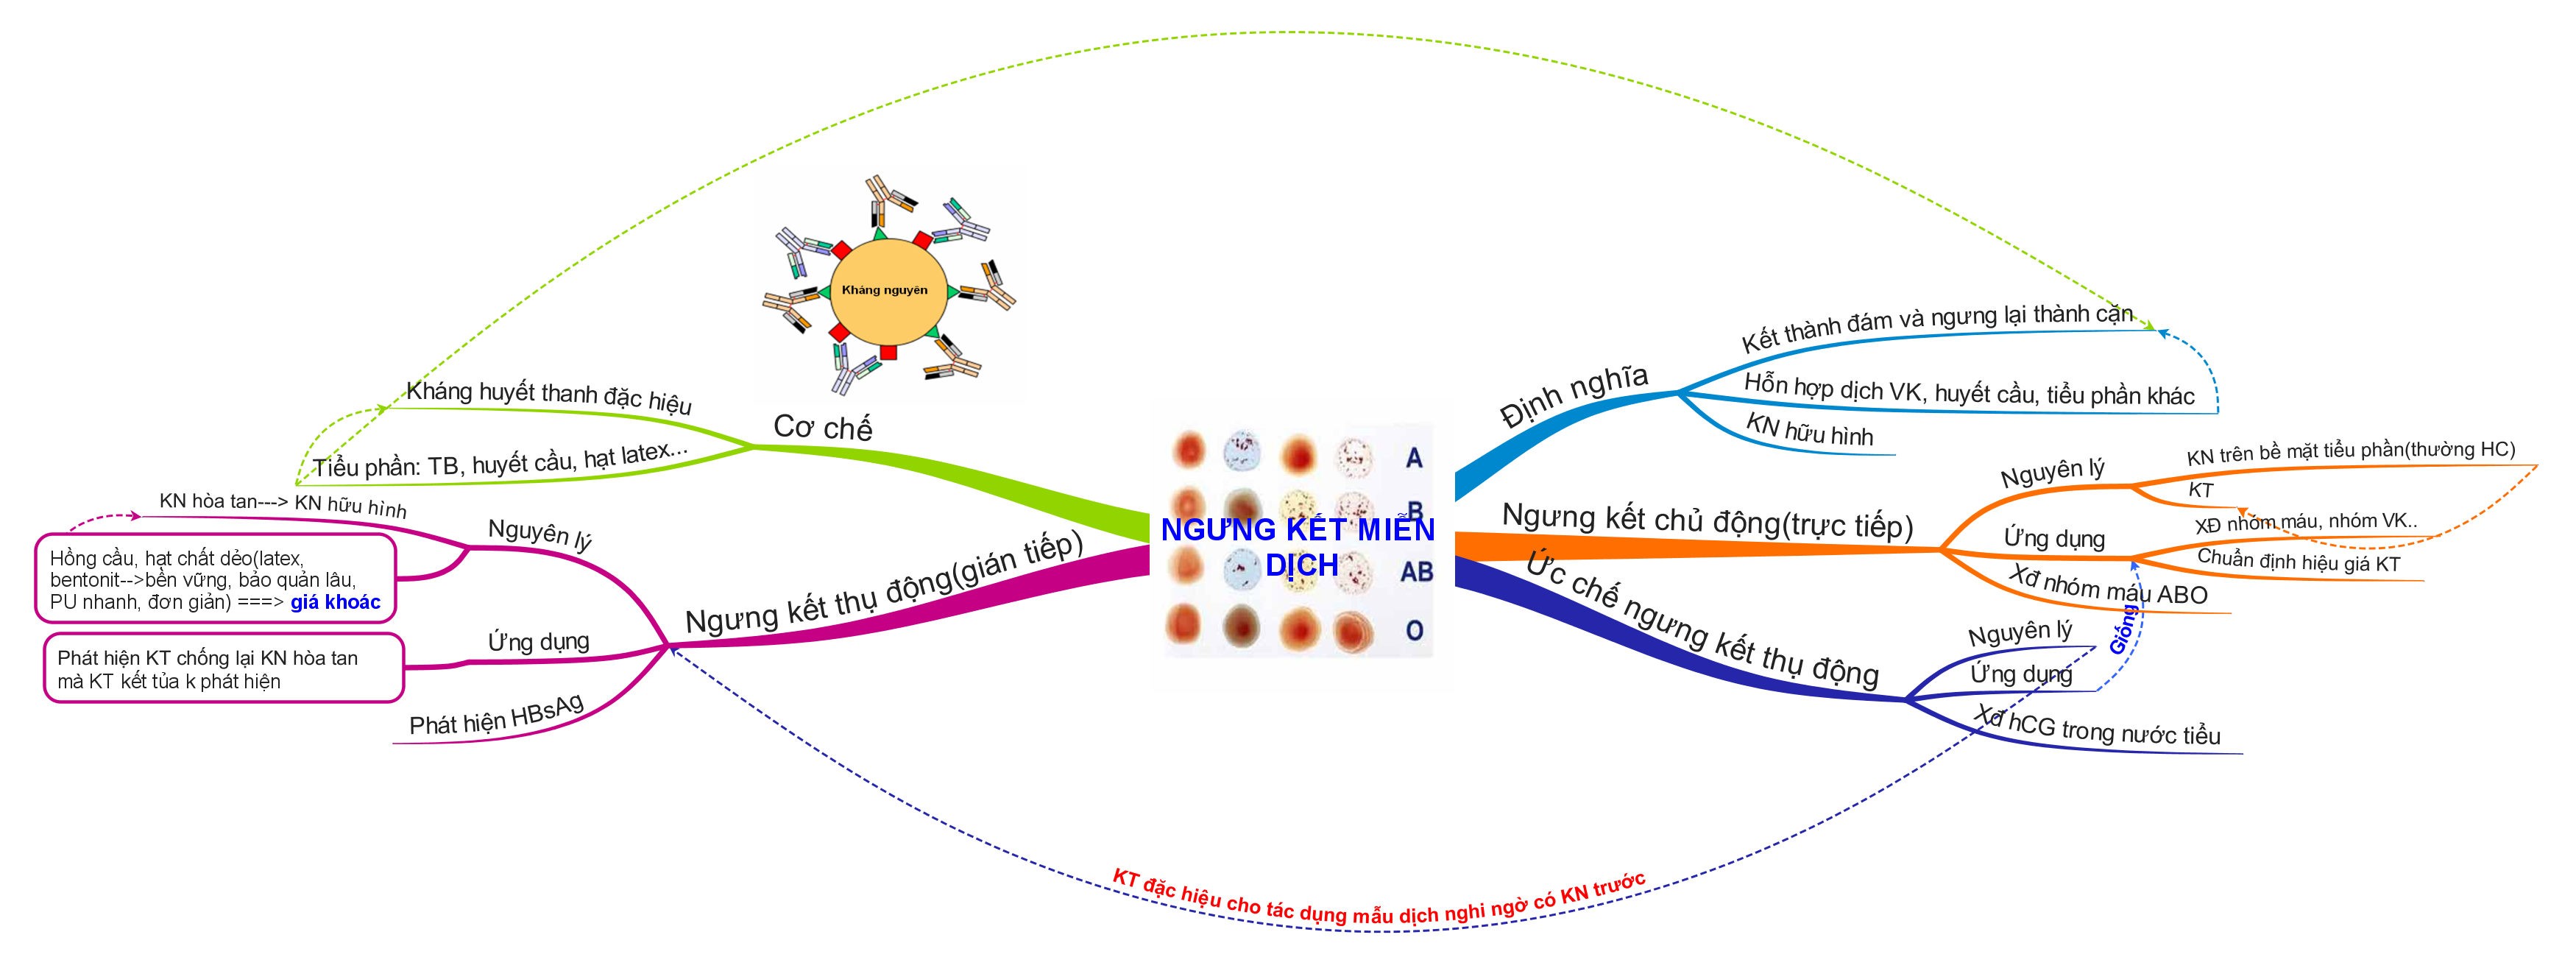 NGƯNG KẾT MIỄN
DỊCH
A
B
AB
O
Định nghĩa
Kết thành đám và ngưng lại thành cặn
Hỗn hợp dịch VK, huyết cầu, tiểu phần khác
KN hữu hình
Ngưng kết chủ động(trực tiếp)
Nguyên lý
KN trên bề mặt tiểu phần(thường HC)
KT
Ứng dụng
XĐ nhóm máu, nhóm VK..
Chuẩn định hiệu giá KT
Xđ nhóm máu ABO
Ức chế ngưng kết thụ động
Nguyên lý
Ứng dụng
Giống
Xđ hCG trong nước tiểu
Kháng nguyên
Cơ chế
Kháng huyết thanh đặc hiệu
Tiểu phần: TB, huyết cầu, hạt latex...
Ngưng kết thụ động(gián tiếp)
Nguyên lý
KN hòa tan---> KN hữu hình
Hồng cầu, hạt chất dẻo(latex,
bentonit-->bền vững, bảo quản lâu,
PU nhanh, đơn giản) ===> giá khoác
Ứng dụng
Phát hiện KT chống lại KN hòa tan
mà KT kết tủa k phát hiện
Phát hiện HBsAg
KT đặc hiệu cho tác dụng mẫu dịch nghi ngờ có KN trước